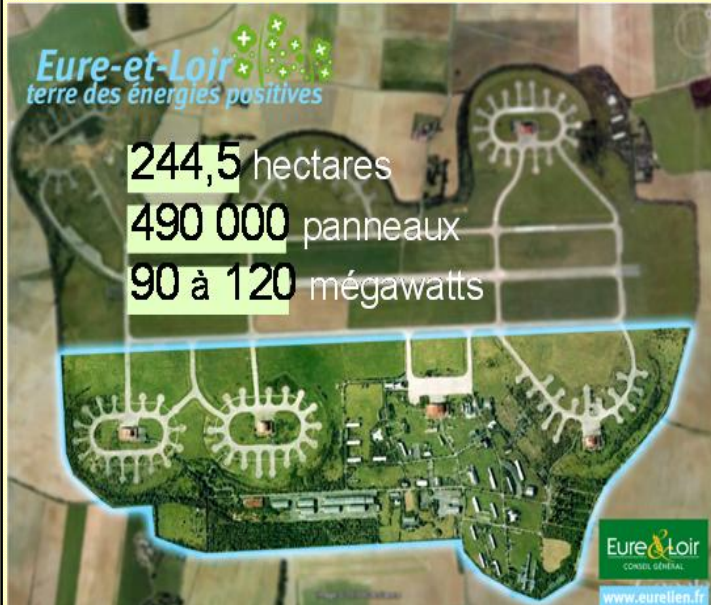 Eure-et-Loir
terre des énergies positives
244,5 hectares
490 000 panneaux
90 à 120 mégawatts
Eure&Loir
CONSEIL GÉNÉRAL
www.eurelien.fr